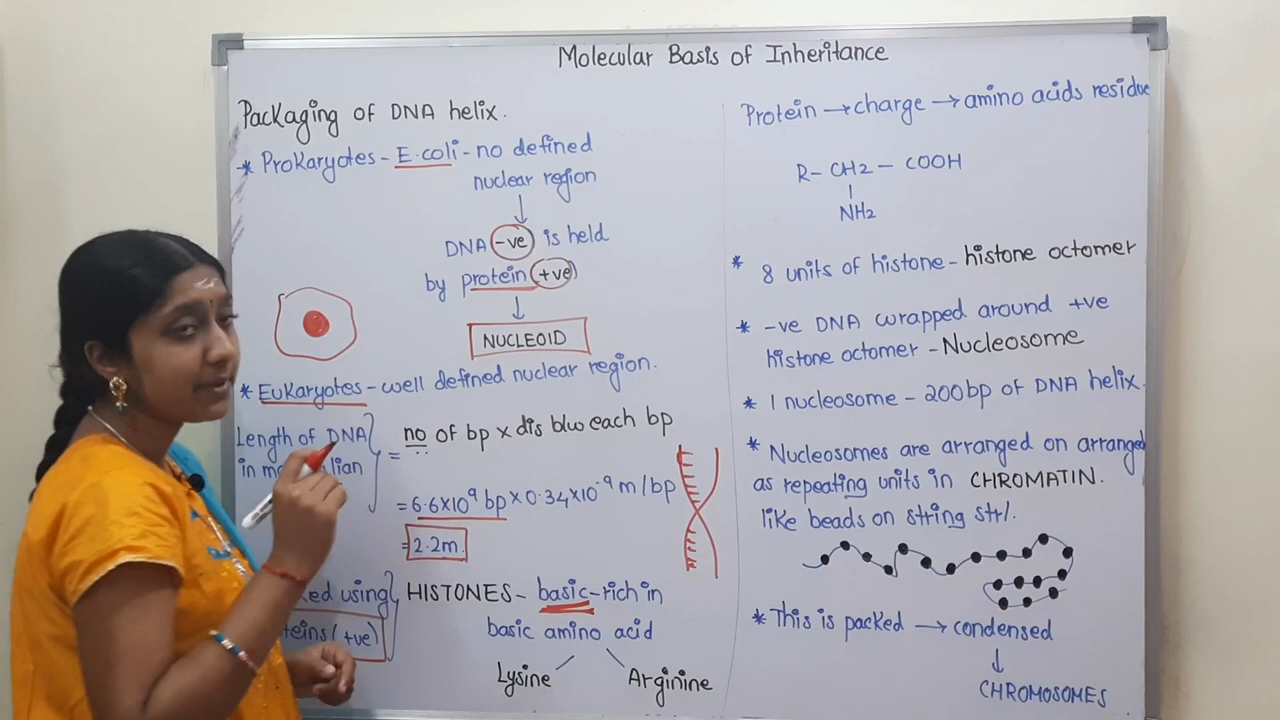 Molecular Basis of Inheritance
Packaging of DNA helix.
* Prokaryotes - E.coli - no defined
nuclear region
↓
DNA -ve is held
by protein (+ve)
↓
NUCLEOID
* Eukaryotes - well defined nuclear region.
Length of DNA
in
= no of bp x dis b/w each bp
= 6.6x10⁹ bp x 0.34x10⁻⁹ m/bp
= 2.2m.
using
(+ve)
HISTONES - basic - rich in
basic amino acid
Lysine Arginine
Protein → charge → amino acids residue
R- CH2 - COOH
|
NH2
* 8 units of histone - histone octomer
* -ve DNA wrapped around +ve
histone octomer - Nucleosome
* 1 nucleosome - 200bp of DNA helix.
* Nucleosomes are arranged on arranged
as repeating units in CHROMATIN.
like beads on string str/.
* This is packed → condensed
↓
CHROMOSOMES